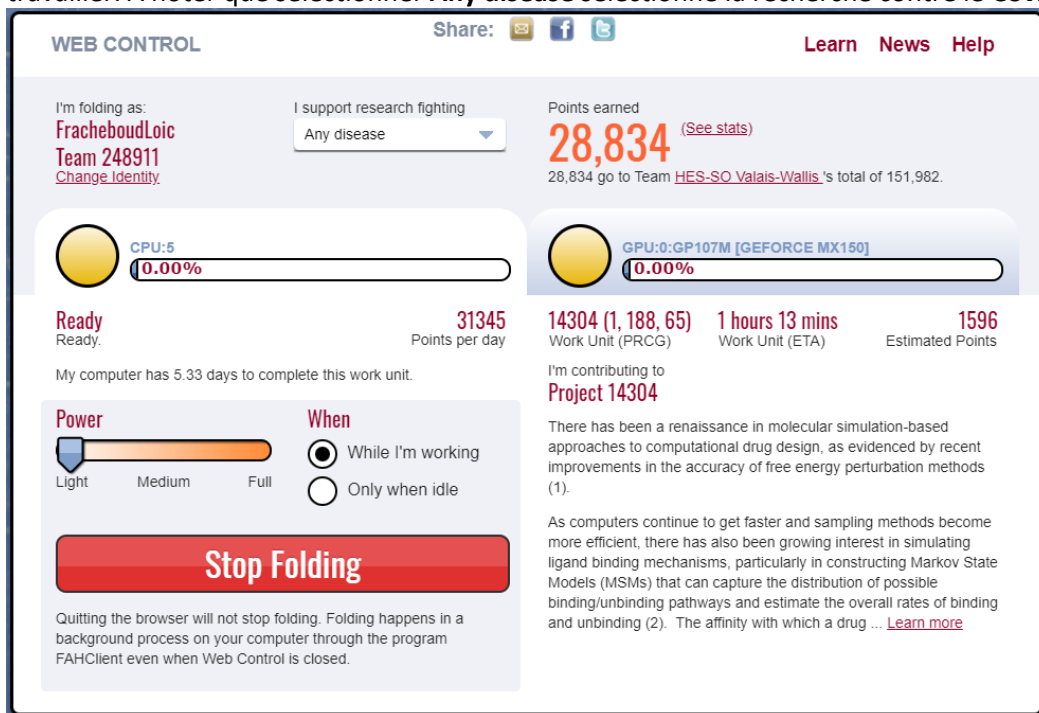 WEB CONTROL
Share:
Learn News Help
I'm folding as:
FracheboudLoic
Team 248911
Change Identity
I support research fighting
Any disease
Points earned
28,834 (See stats)
28,834 go to Team HES-SO Valais-Wallis 's total of 151,982.
CPU:5
0.00%
GPU:0:GP107M [GEFORCE MX150]
0.00%
Ready
Ready.
31345
Points per day
My computer has 5.33 days to complete this work unit.
Power
Light Medium Full
When
While I'm working
Only when idle
Stop Folding
Quitting the browser will not stop folding. Folding happens in a
background process on your computer through the program
FAHClient even when Web Control is closed.
14304 (1, 188, 65)
Work Unit (PRCG)
1 hours 13 mins
Work Unit (ETA)
1596
Estimated Points
I'm contributing to
Project 14304
There has been a renaissance in molecular simulation-based
approaches to computational drug design, as evidenced by recent
improvements in the accuracy of free energy perturbation methods
(1).
As computers continue to get faster and sampling methods become
more efficient, there has also been growing interest in simulating
ligand binding mechanisms, particularly in constructing Markov State
Models (MSMs) that can capture the distribution of possible
binding/unbinding pathways and estimate the overall rates of binding
and unbinding (2). The affinity with which a drug ... Learn more